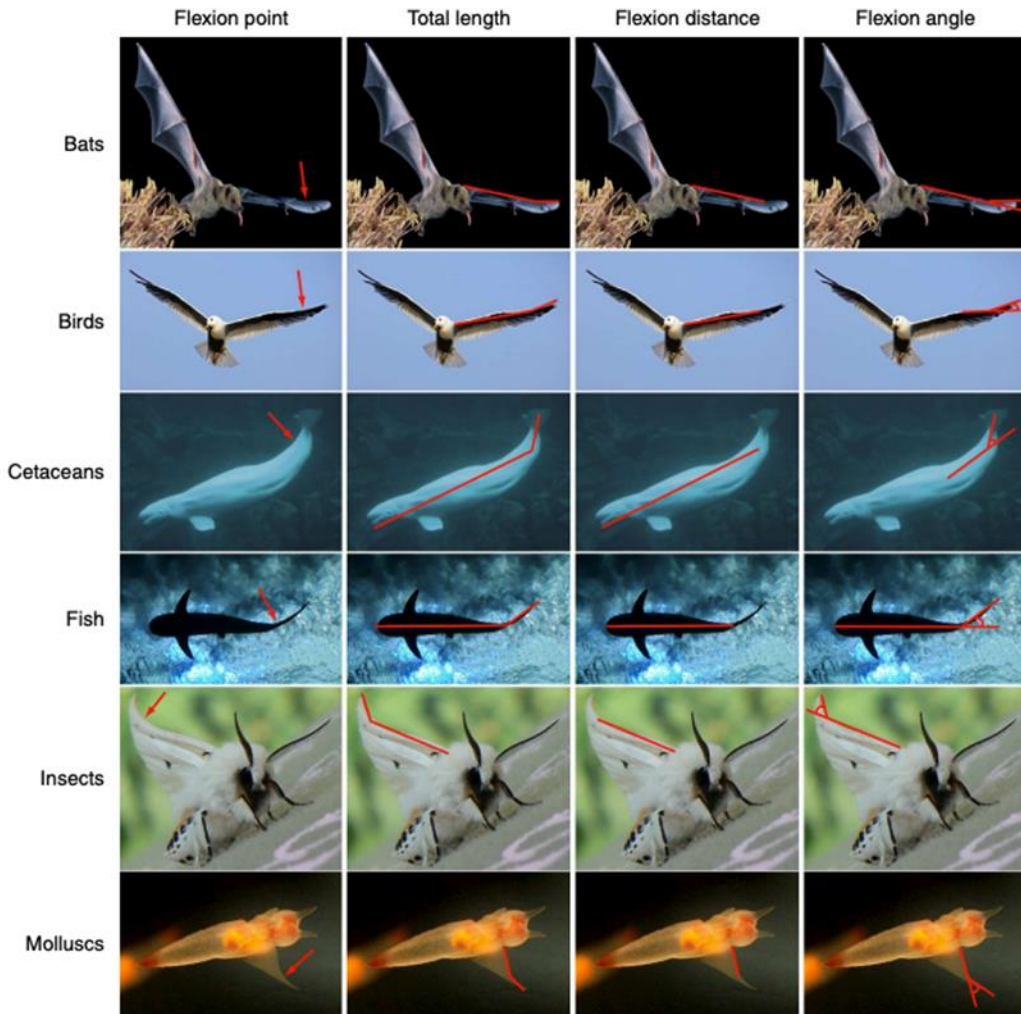 Flexion point Total length Flexion distance Flexion angle
Bats
Birds
Cetaceans
Fish
Insects
Molluscs